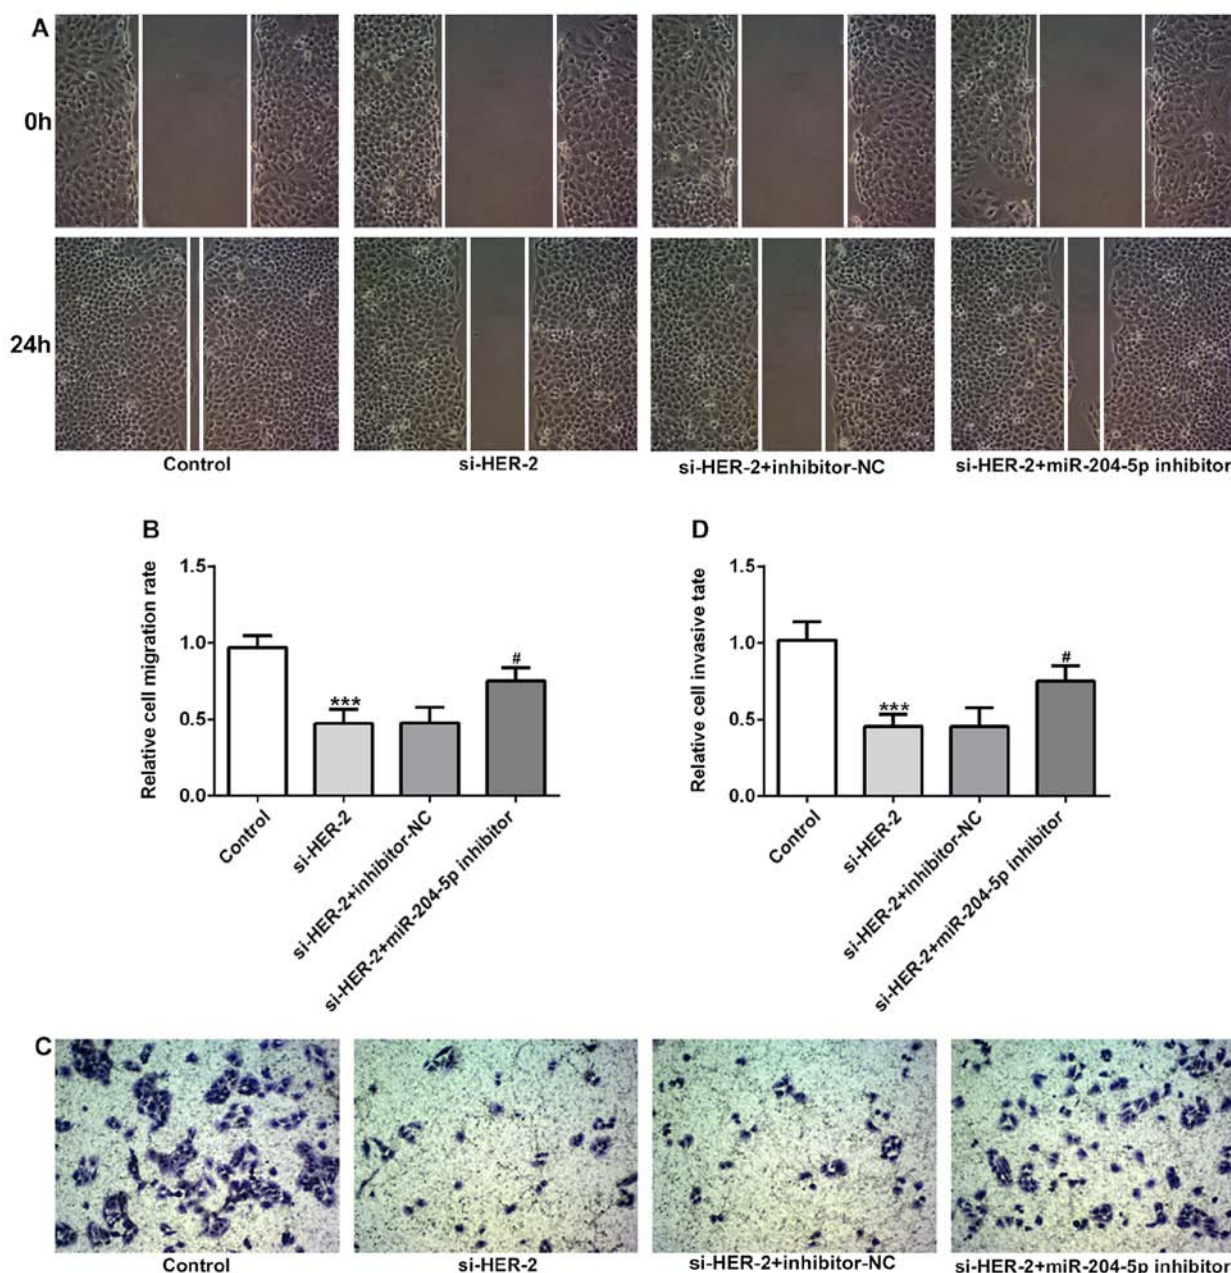 A
0h
24h
Control
si-HER-2
si-HER-2+inhibitor-NC
si-HER-2+miR-204-5p inhibitor
B
Relative cell migration rate
1.5
1.0
0.5
0.0
***
#
Control
si-HER-2
si-HER-2+inhibitor-NC
si-HER-2+miR-204-5p inhibitor
D
Relative cell invasive tate
1.5
1.0
0.5
0.0
***
#
Control
si-HER-2
si-HER-2+inhibitor-NC
si-HER-2+miR-204-5p inhibitor
C
Control
si-HER-2
si-HER-2+inhibitor-NC
si-HER-2+miR-204-5p inhibitor